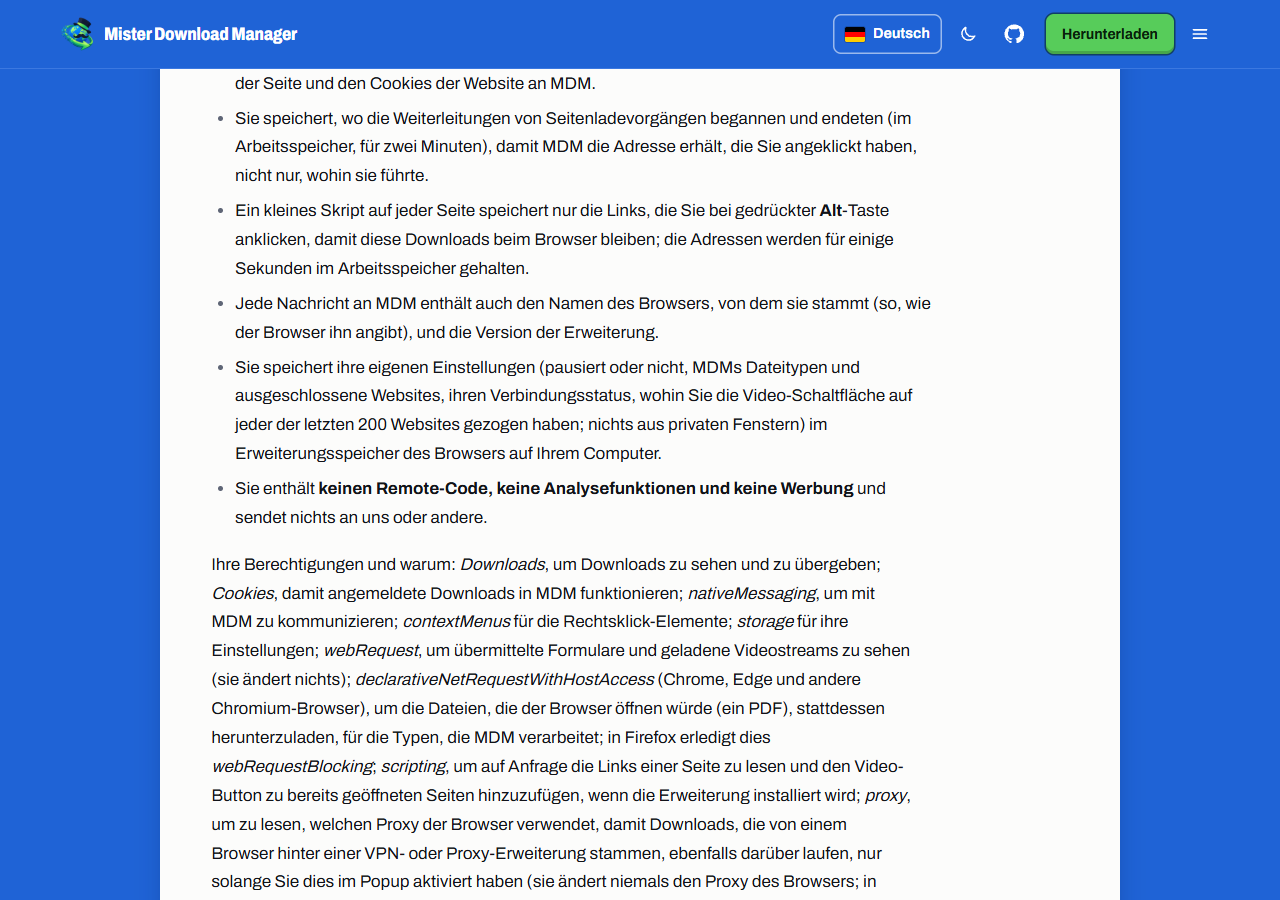 Mister Download Manager
Deutsch
Herunterladen
der Seite und den Cookies der Website an MDM.
• Sie speichert, wo die Weiterleitungen von Seitenladevorgängen begannen und endeten (im
Arbeitsspeicher, für zwei Minuten), damit MDM die Adresse erhält, die Sie angeklickt haben,
nicht nur, wohin sie führte.
• Ein kleines Skript auf jeder Seite speichert nur die Links, die Sie bei gedrückter Alt-Taste
anklicken, damit diese Downloads beim Browser bleiben; die Adressen werden für einige
Sekunden im Arbeitsspeicher gehalten.
• Jede Nachricht an MDM enthält auch den Namen des Browsers, von dem sie stammt (so, wie
der Browser ihn angibt), und die Version der Erweiterung.
• Sie speichert ihre eigenen Einstellungen (pausiert oder nicht, MDMs Dateitypen und
ausgeschlossene Websites, ihren Verbindungsstatus, wohin Sie die Video-Schaltfläche auf
jeder der letzten 200 Websites gezogen haben; nichts aus privaten Fenstern) im
Erweiterungsspeicher des Browsers auf Ihrem Computer.
• Sie enthält keinen Remote-Code, keine Analysefunktionen und keine Werbung und
sendet nichts an uns oder andere.
Ihre Berechtigungen und warum: Downloads, um Downloads zu sehen und zu übergeben;
Cookies, damit angemeldete Downloads in MDM funktionieren; nativeMessaging, um mit
MDM zu kommunizieren; contextMenus für die Rechtsklick-Elemente; storage für ihre
Einstellungen; webRequest, um übermittelte Formulare und geladene Videostreams zu sehen
(sie ändert nichts); declarativeNetRequestWithHostAccess (Chrome, Edge und andere
Chromium-Browser), um die Dateien, die der Browser öffnen würde (ein PDF), stattdessen
herunterzuladen, für die Typen, die MDM verarbeitet; in Firefox erledigt dies
webRequestBlocking; scripting, um auf Anfrage die Links einer Seite zu lesen und den Video-
Button zu bereits geöffneten Seiten hinzuzufügen, wenn die Erweiterung installiert wird; proxy,
um zu lesen, welchen Proxy der Browser verwendet, damit Downloads, die von einem
Browser hinter einer VPN- oder Proxy-Erweiterung stammen, ebenfalls darüber laufen, nur
solange Sie dies im Popup aktiviert haben (sie ändert niemals den Proxy des Browsers; in